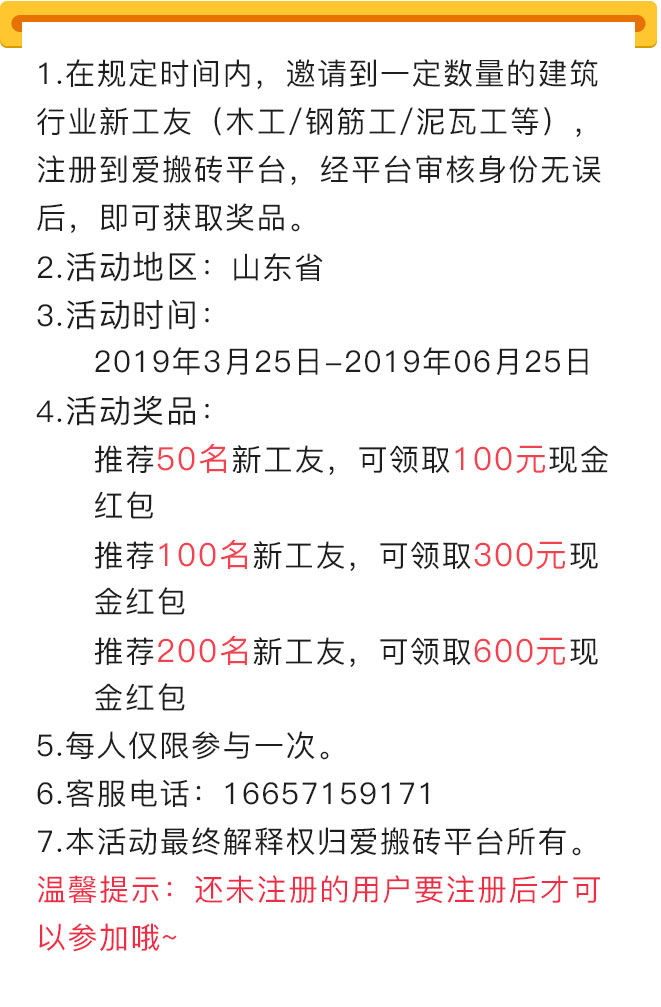 1.在规定时间内，邀请到一定数量的建筑
行业新工友（木工/钢筋工/泥瓦工等），
注册到爱搬砖平台，经平台审核身份无误
后，即可获取奖品。
2.活动地区：山东省
3.活动时间：
2019年3月25日-2019年06月25日
4.活动奖品：
推荐50名新工友，可领取100元现金
红包
推荐100名新工友，可领取300元现
金红包
推荐200名新工友，可领取600元现
金红包
5.每人仅限参与一次。
6.客服电话：16657159171
7.本活动最终解释权归爱搬砖平台所有。
温馨提示：还未注册的用户要注册后才可
以参加哦~